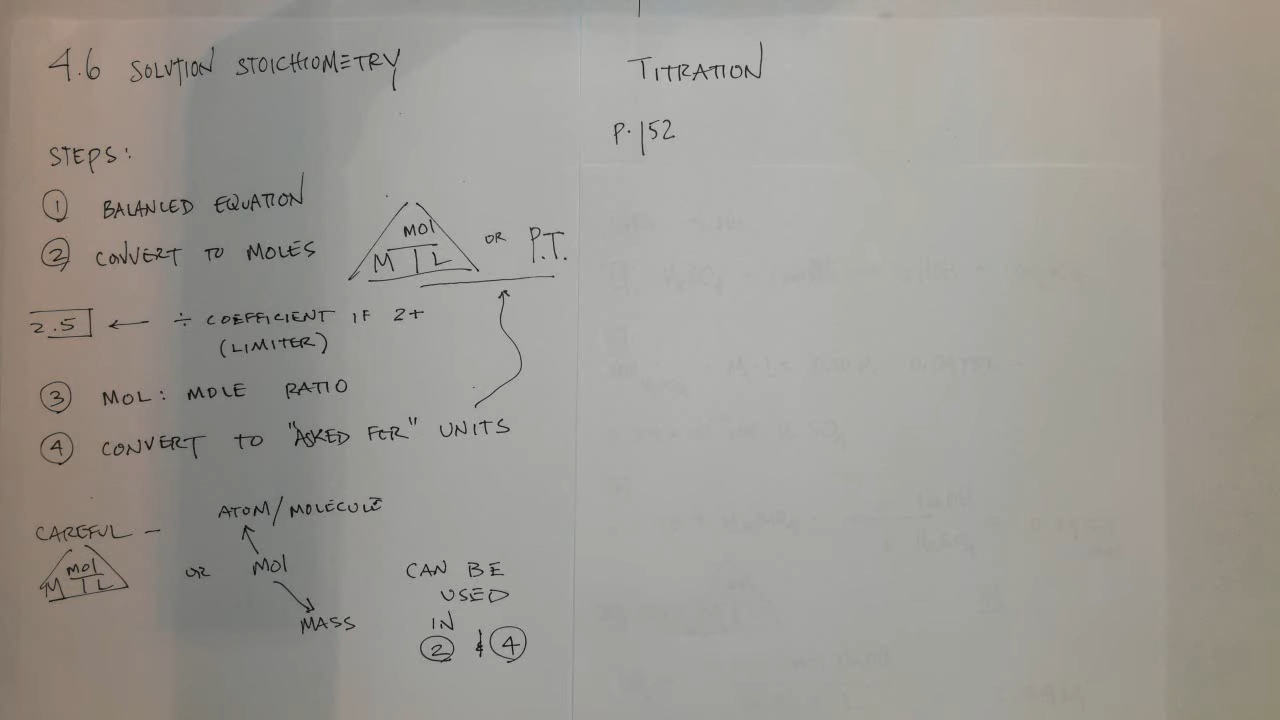 4.6 SOLUTION STOICHIOMETRY
STEPS:
① BALANCED EQUATION
② CONVERT TO MOLES
mol
M L
OR P.T.
2.5 ← ÷ COEFFICIENT IF 2+
(LIMITER)
③ MOL: MOLE RATIO
④ CONVERT TO "ASKED FOR" UNITS
CAREFUL -
mol
M L
OR
ATOM/MOLECULE
Mol
MASS
CAN BE
USED
IN
② & ④
TITRATION
P. 152